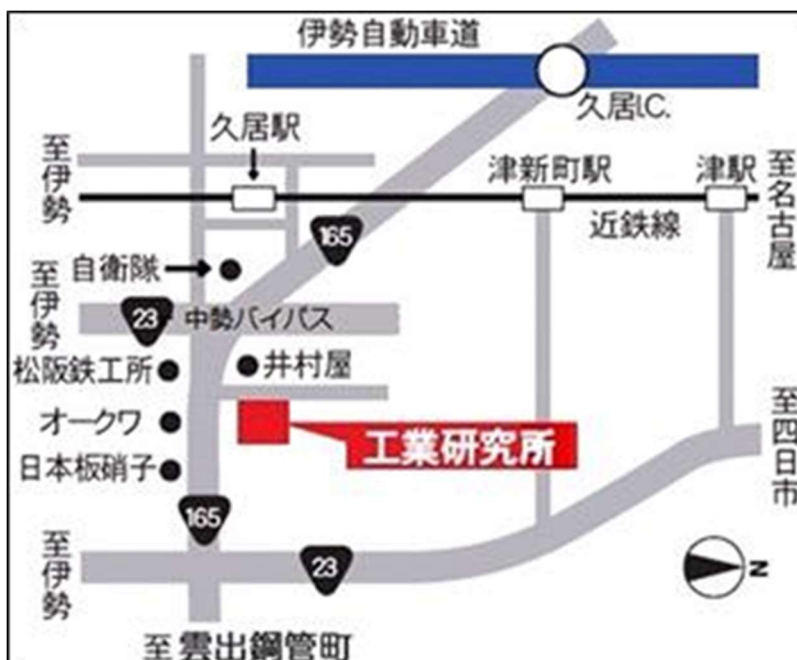 伊勢自動車道
久居I.C.
久居駅
至伊勢
津新町駅
津駅
至名古屋
近鉄線
165
自衛隊
至伊勢
23
中勢バイパス
松阪鉄工所
井村屋
オークワ
工業研究所
至四日市
日本板硝子
165
至伊勢
23
N
至雲出鋼管町